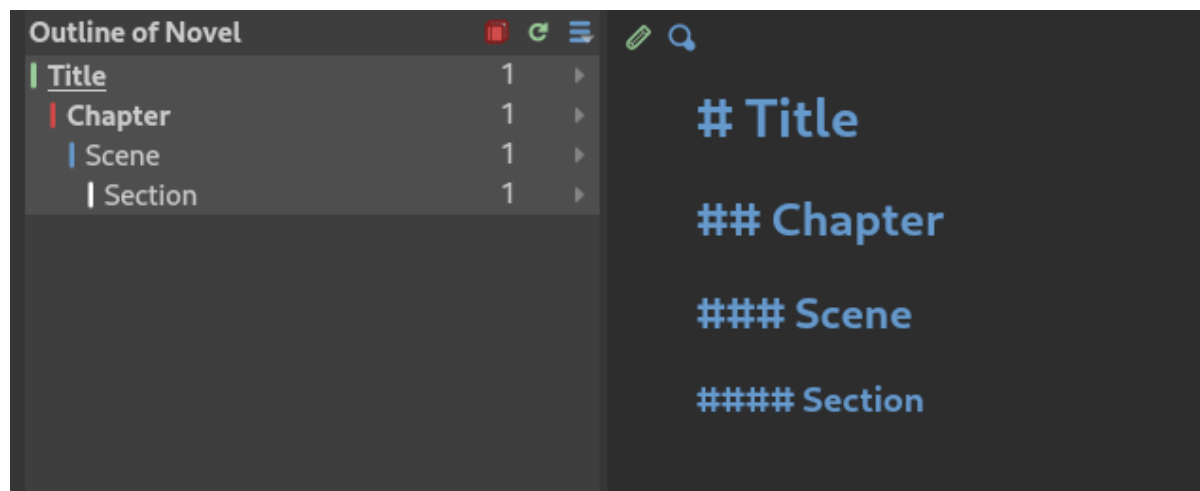 Outline of Novel
Title 1
Chapter 1
Scene 1
Section 1
# Title
## Chapter
### Scene
#### Section